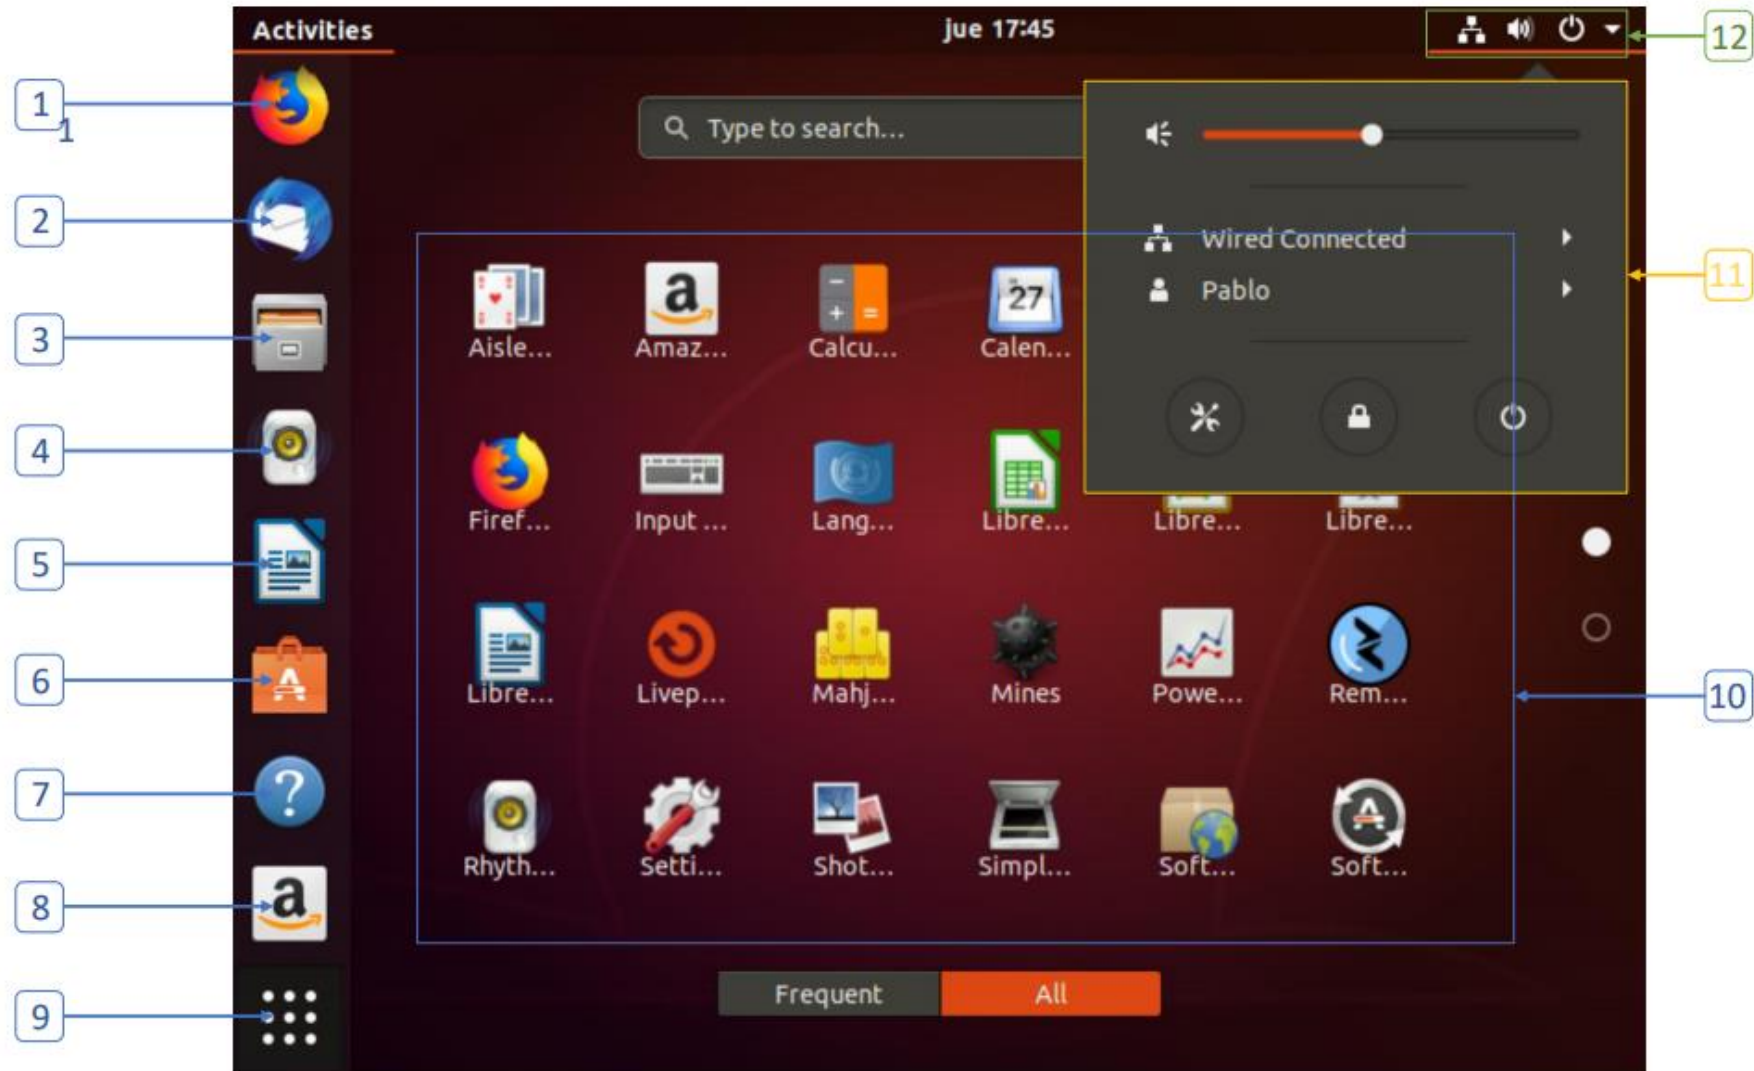 Activities
jue 17:45
12
1
1
Type to search...
2
Wired Connected
11
Pablo
27
3
Aisle...
Amaz...
Calcu...
Calen...
4
Firef...
Input ...
Lang...
Libre...
Libre...
Libre...
5
6
Libre...
Livep...
Mahj...
Mines
Powe...
Rem...
10
7
Rhyth...
Setti...
Shot...
Simpl...
Soft...
Soft...
8
a
a
Frequent
All
9